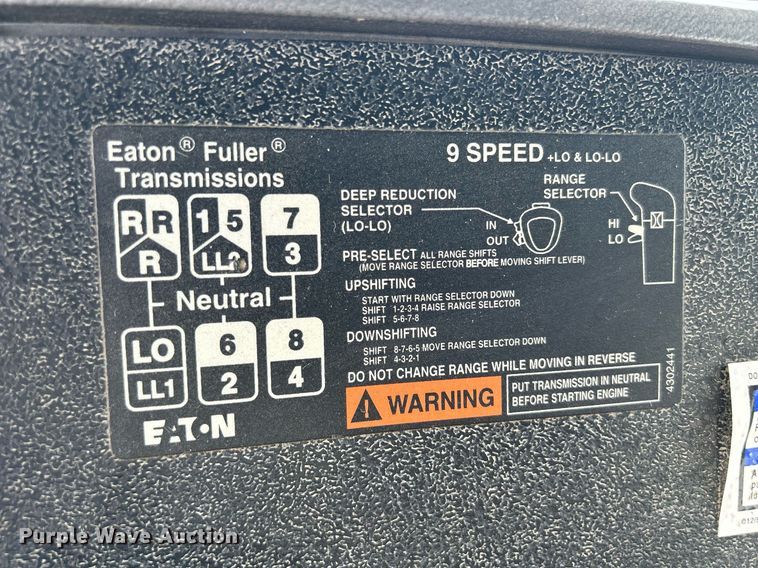 Eaton® Fuller®
Transmissions
9 SPEED +LO & LO-LO
R R
R
1 5
LL2
7
3
Neutral
LO
LL1
6
2
8
4
EATON
DEEP REDUCTION
SELECTOR
(LO-LO)
IN
OUT
RANGE
SELECTOR
HI
LO
PRE-SELECT ALL RANGE SHIFTS
(MOVE RANGE SELECTOR BEFORE MOVING SHIFT LEVER)
UPSHIFTING
START WITH RANGE SELECTOR DOWN
SHIFT 1-2-3-4 RAISE RANGE SELECTOR
SHIFT 5-6-7-8
DOWNSHIFTING
SHIFT 8-7-6-5 MOVE RANGE SELECTOR DOWN
SHIFT 4-3-2-1
DO NOT CHANGE RANGE WHILE MOVING IN REVERSE
WARNING
PUT TRANSMISSION IN NEUTRAL
BEFORE STARTING ENGINE
4302441
DO
Purple Wave Auction